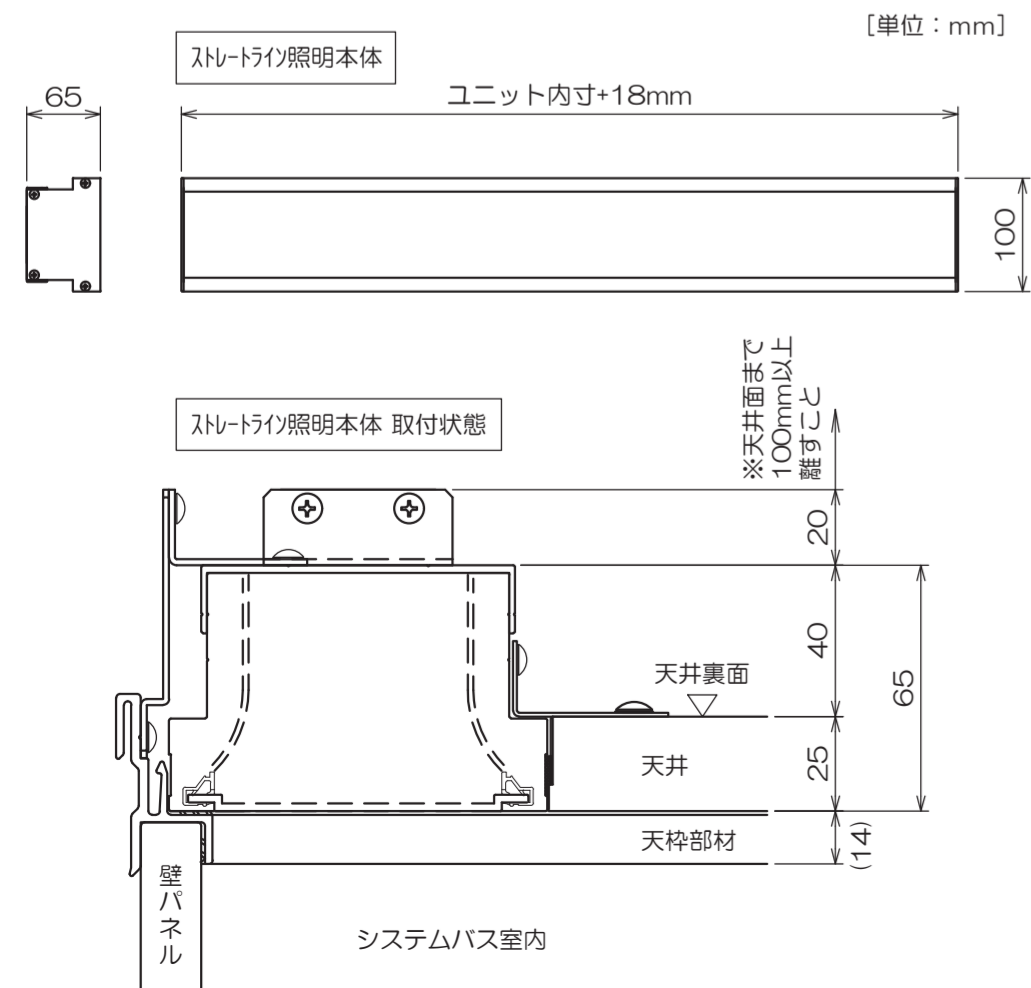 [単位：mm]
ｽﾄﾚｰﾄﾗｲﾝ照明本体
65
ユニット内寸+18mm
100
ｽﾄﾚｰﾄﾗｲﾝ照明本体 取付状態
※天井面まで
100mm以上
離すこと
20
40
65
天井裏面
天井
25
天枠部材
(14)
壁パネル
システムバス室内